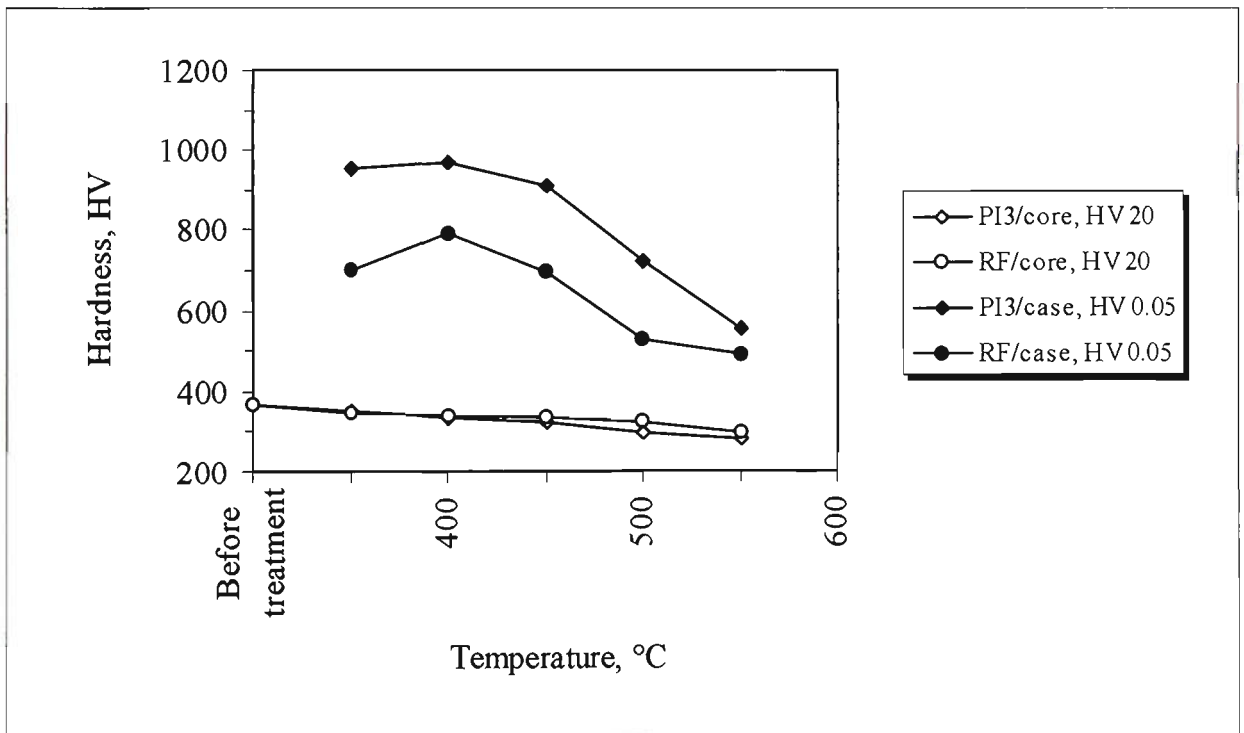 1200
1000
800
600
400
200
Hardness, HV
Before
treatment
400
500
600
Temperature, °C
PI3/core, HV 20
RF/core, HV 20
PI3/case, HV 0.05
RF/case, HV 0.05